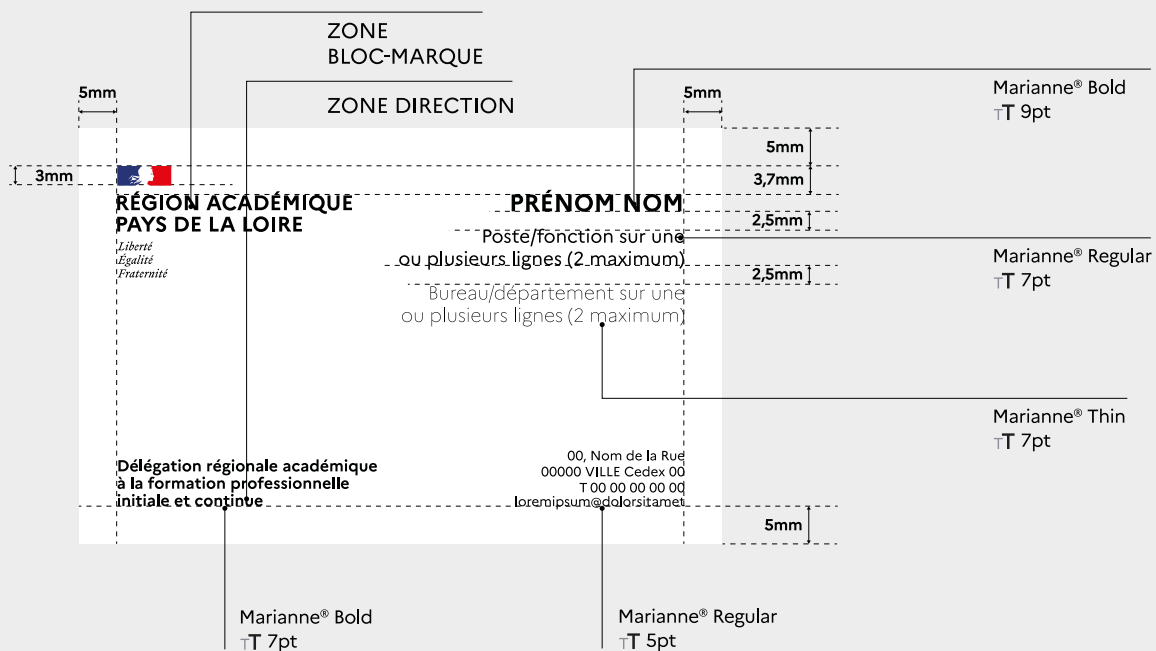 ZONE
BLOC-MARQUE
ZONE DIRECTION
5mm
5mm
Marianne® Bold
TT 9pt
5mm
3mm
3,7mm
RÉGION ACADÉMIQUE
PAYS DE LA LOIRE
Liberté
Égalité
Fraternité
PRÉNOM NOM
2,5mm
Poste/fonction sur une
ou plusieurs lignes (2 maximum)
Marianne® Regular
TT 7pt
2,5mm
Bureau/département sur une
ou plusieurs lignes (2 maximum)
Marianne® Thin
TT 7pt
Délégation régionale académique
à la formation professionnelle
initiale et continue
00, Nom de la Rue
00000 VILLE Cedex 00
T 00 00 00 00 00
loremipsum@dolorsitamet
5mm
Marianne® Bold
TT 7pt
Marianne® Regular
TT 5pt